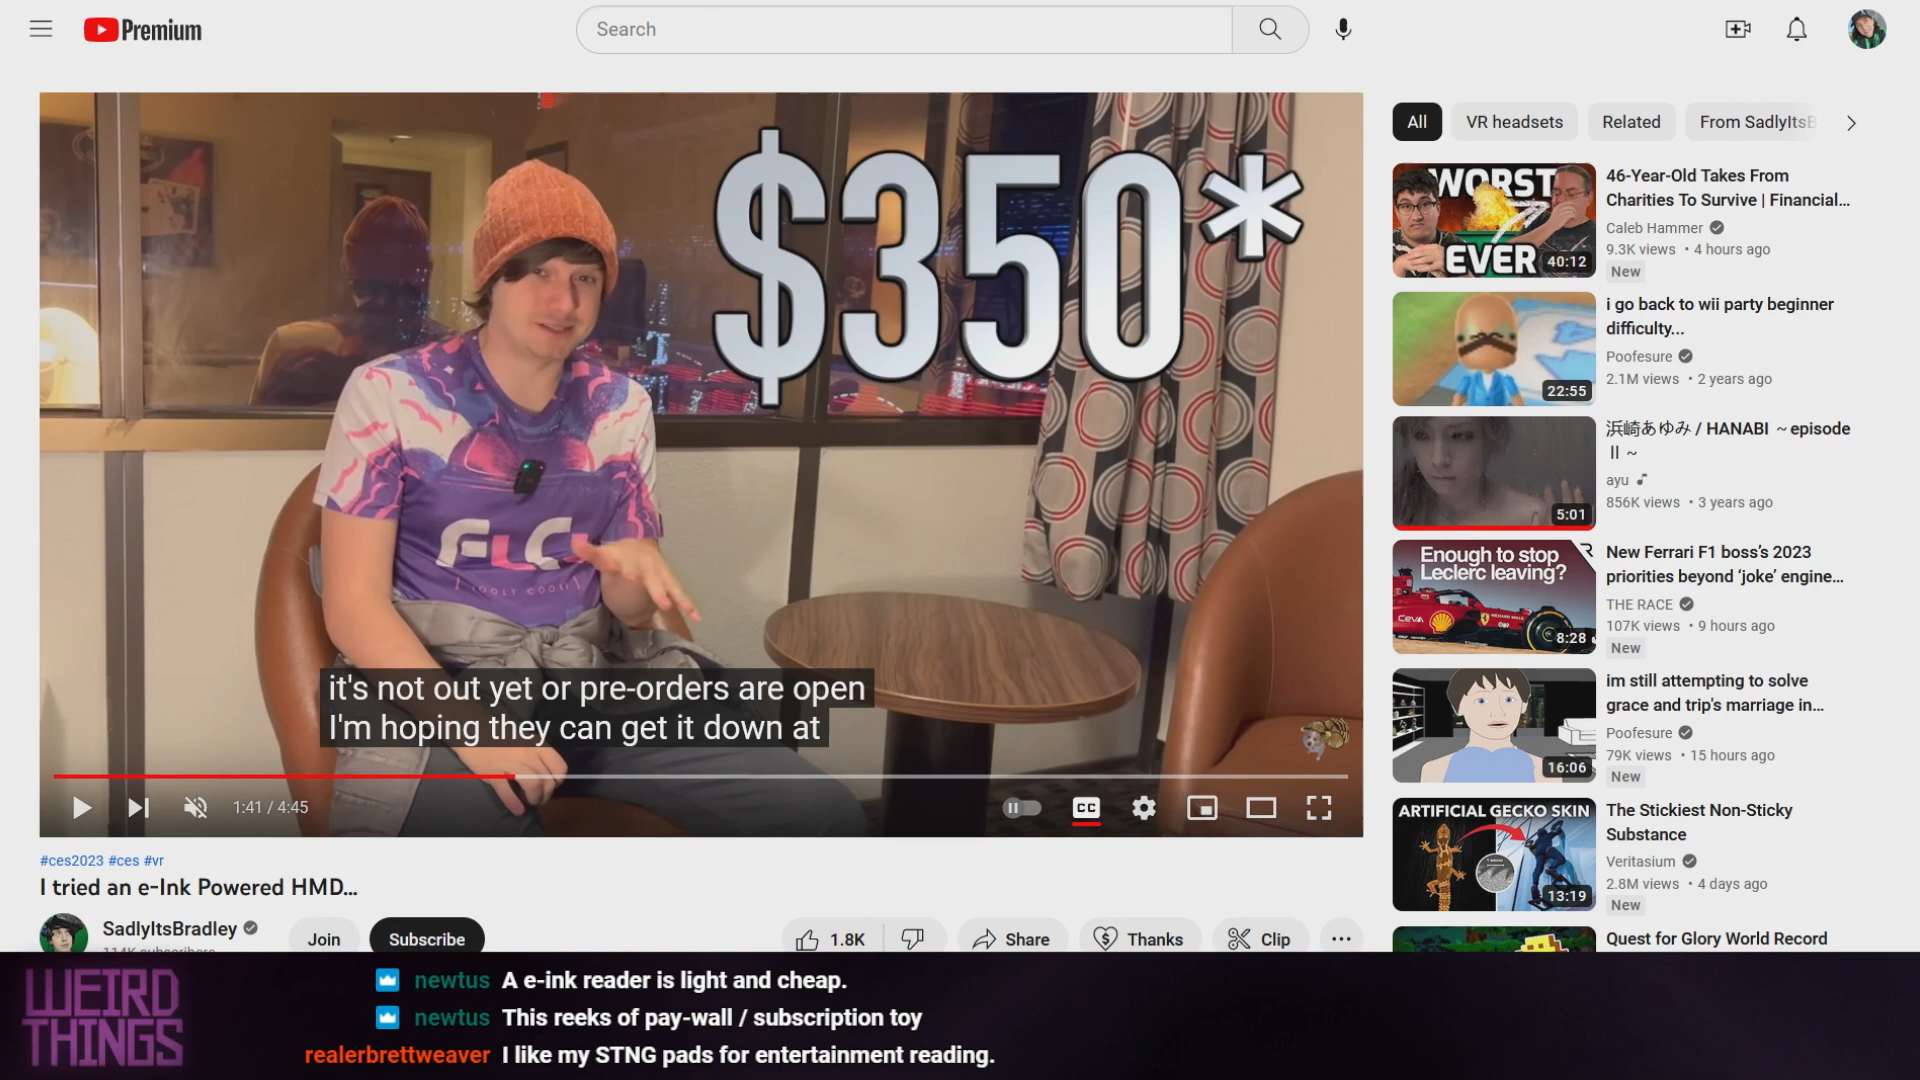 Premium
Search
$350*
it's not out yet or pre-orders are open
I'm hoping they can get it down at
1:41 / 4:45
CC
#ces2023 #ces #vr
I tried an e-Ink Powered HMD...
SadlyItsBradley
114K subscribers
Join
Subscribe
1.8K
Share
Thanks
Clip
All
VR headsets
Related
From SadlyItsB
WORST
EVER
40:12
46-Year-Old Takes From
Charities To Survive | Financial...
Caleb Hammer
9.3K views • 4 hours ago
New
22:55
i go back to wii party beginner
difficulty...
Poofesure
2.1M views • 2 years ago
5:01
浜崎あゆみ / HANABI ～episode
Ⅱ～
ayu
856K views • 3 years ago
Enough to stop
Leclerc leaving?
CEVA
8:28
New Ferrari F1 boss's 2023
priorities beyond 'joke' engine...
THE RACE
107K views • 9 hours ago
New
16:06
im still attempting to solve
grace and trip's marriage in...
Poofesure
79K views • 15 hours ago
New
ARTIFICIAL GECKO SKIN
13:19
The Stickiest Non-Sticky
Substance
Veritasium
2.8M views • 4 days ago
New
Quest for Glory World Record
WEIRD
THINGS
newtus A e-ink reader is light and cheap.
newtus This reeks of pay-wall / subscription toy
realerbrettweaver I like my STNG pads for entertainment reading.